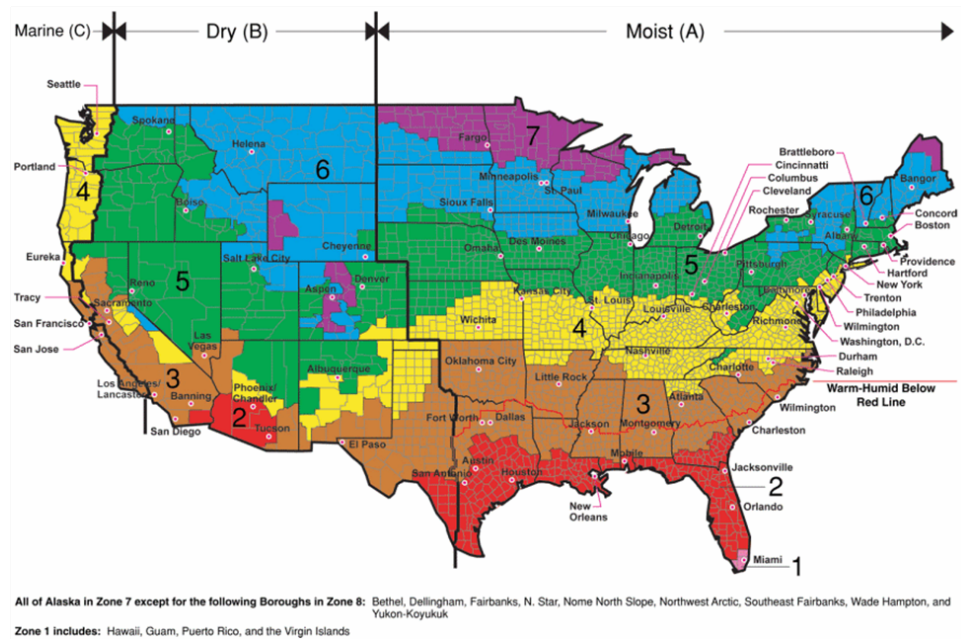 Marine (C)
Dry (B)
Moist (A)
Seattle
Spokane
Portland
4
Helena
6
Boise
Fargo
7
Minneapolis
St. Paul
Sioux Falls
Milwaukee
Brattleboro
Cincinnatti
Columbus
Cleveland
6
Bangor
Rochester
Syracuse
Concord
Boston
Albany
Detroit
Chicago
Eureka
5
Salt Lake City
Cheyenne
Omaha
Des Moines
Indianapolis
5
Pittsburgh
Providence
Hartford
New York
Reno
Aspen
Denver
Kansas City
St. Louis
Baltimore
Trenton
Philadelphia
Tracy
Sacramento
San Francisco
San Jose
Las
Vegas
Wichita
4
Louisville
Charleston
Richmond
Wilmington
Washington, D.C.
Nashville
Durham
Raleigh
Charlotte
Los Angeles/
Lancaster
3
Banning
Phoenix/
Chandler
Albuquerque
Oklahoma City
Little Rock
Warm-Humid Below
Red Line
San Diego
2
Tucson
El Paso
Fort Worth
Dallas
Jackson
3
Montgomery
Atlanta
Wilmington
Charleston
Mobile
Austin
San Antonio
Houston
New
Orleans
Jacksonville
2
Orlando
Miami
1
All of Alaska in Zone 7 except for the following Boroughs in Zone 8: Bethel, Dellingham, Fairbanks, N. Star, Nome North Slope, Northwest Arctic, Southeast Fairbanks, Wade Hampton, and
Yukon-Koyukuk
Zone 1 includes: Hawaii, Guam, Puerto Rico, and the Virgin Islands